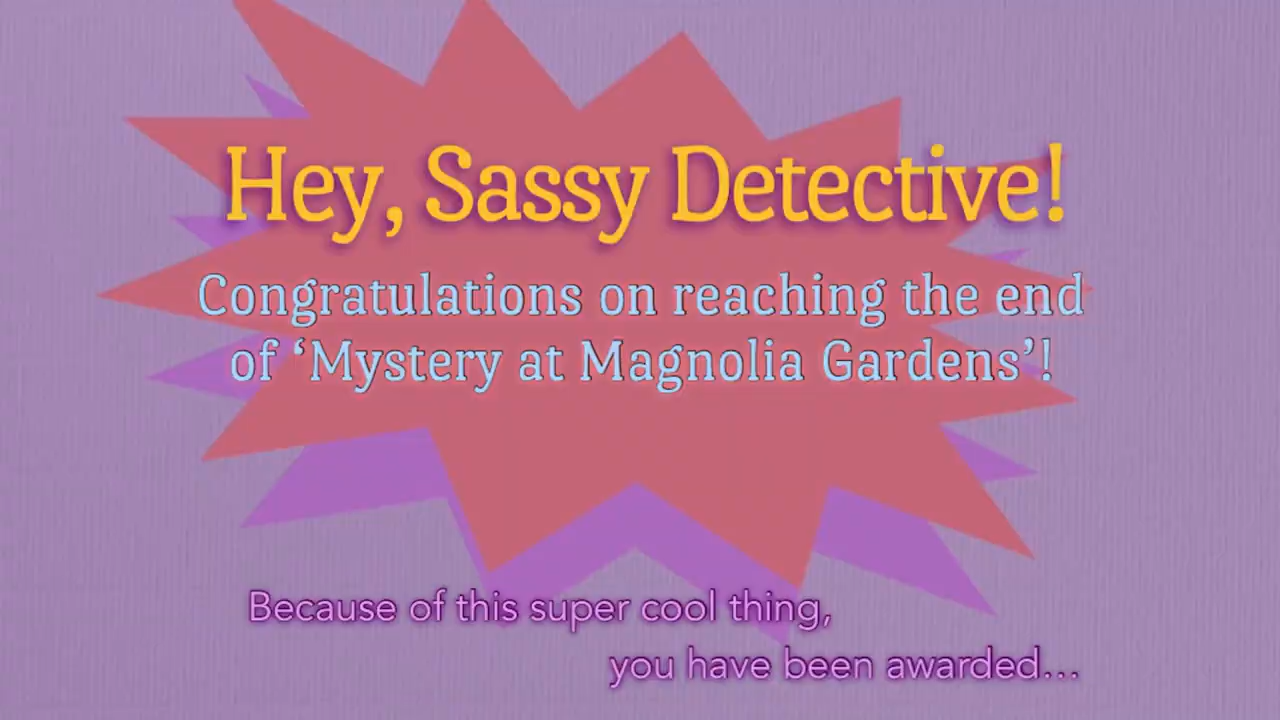 Hey, Sassy Detective!
Congratulations on reaching the end
of ‘Mystery at Magnolia Gardens’!
Because of this super cool thing,
you have been awarded...